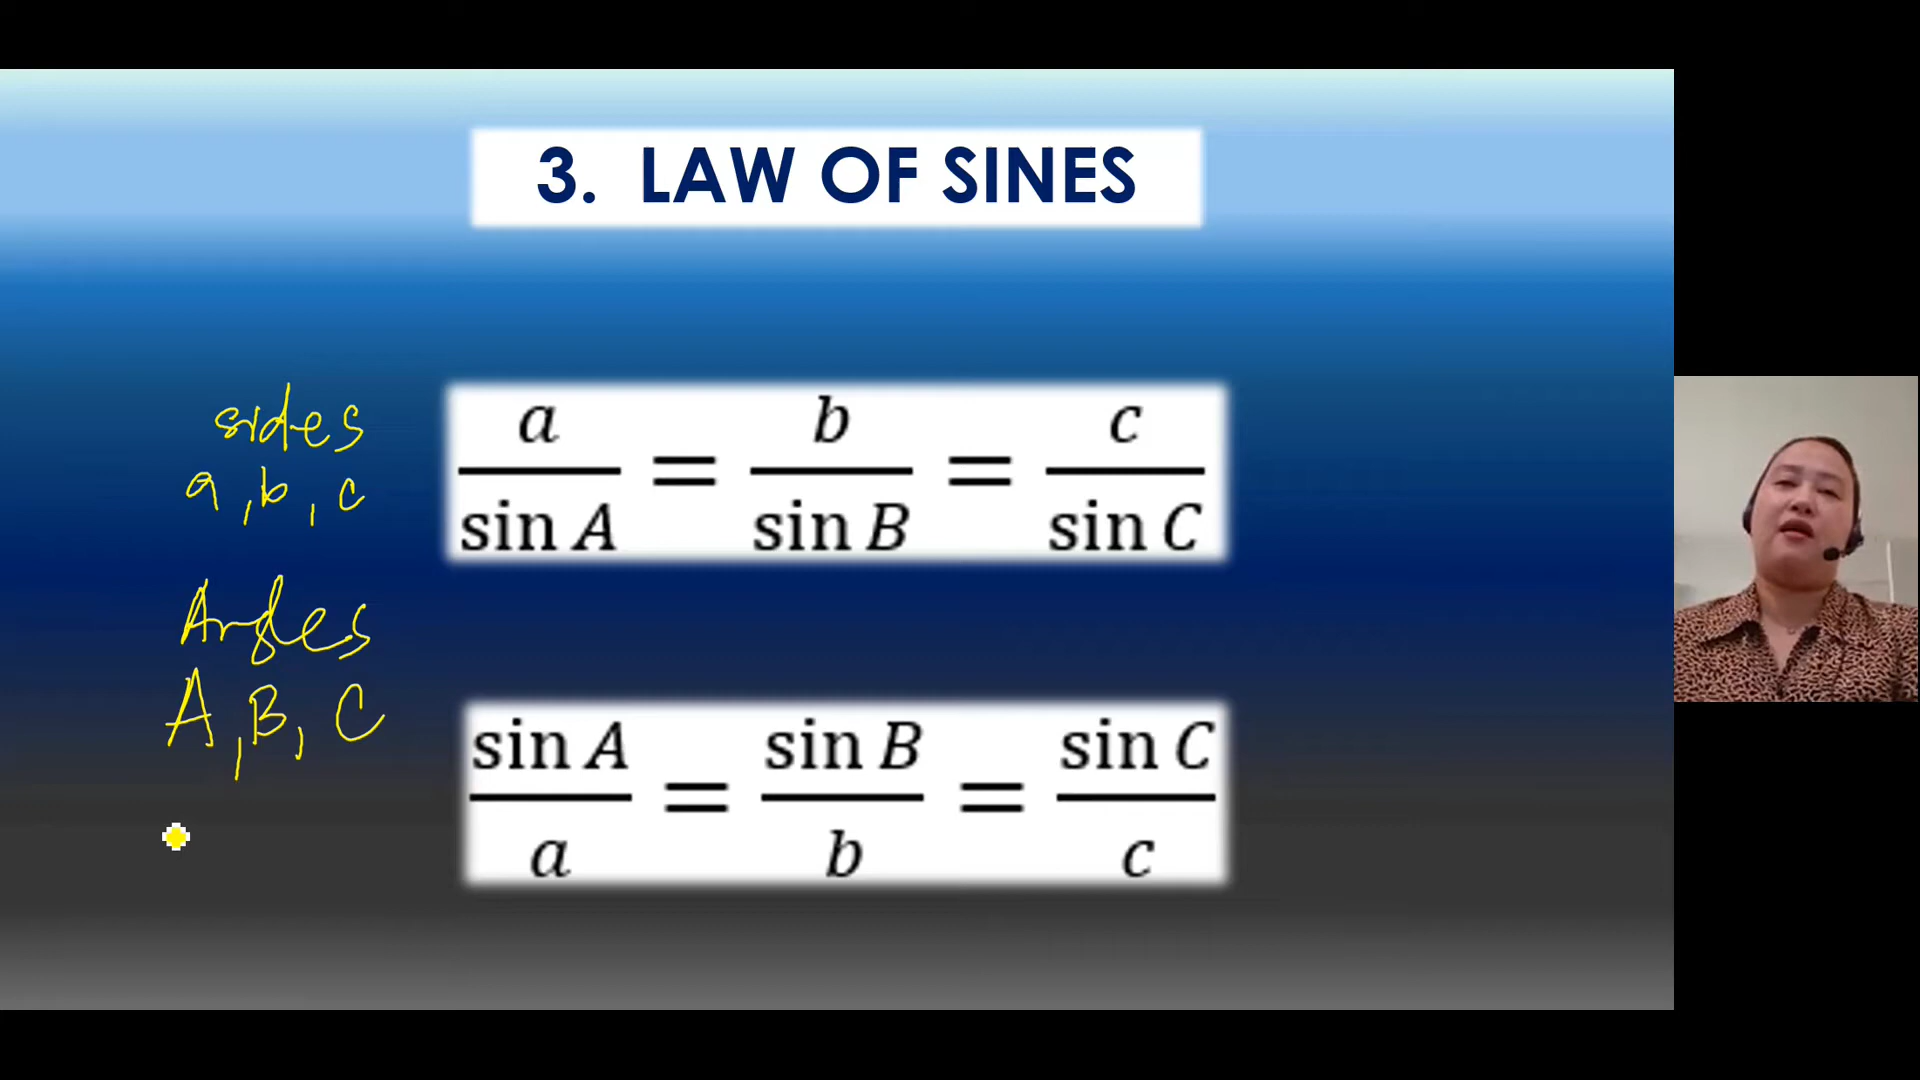 3. LAW OF SINES
sides
a, b, c
a / sin A = b / sin B = c / sin C
Angles
A, B, C
sin A / a = sin B / b = sin C / c